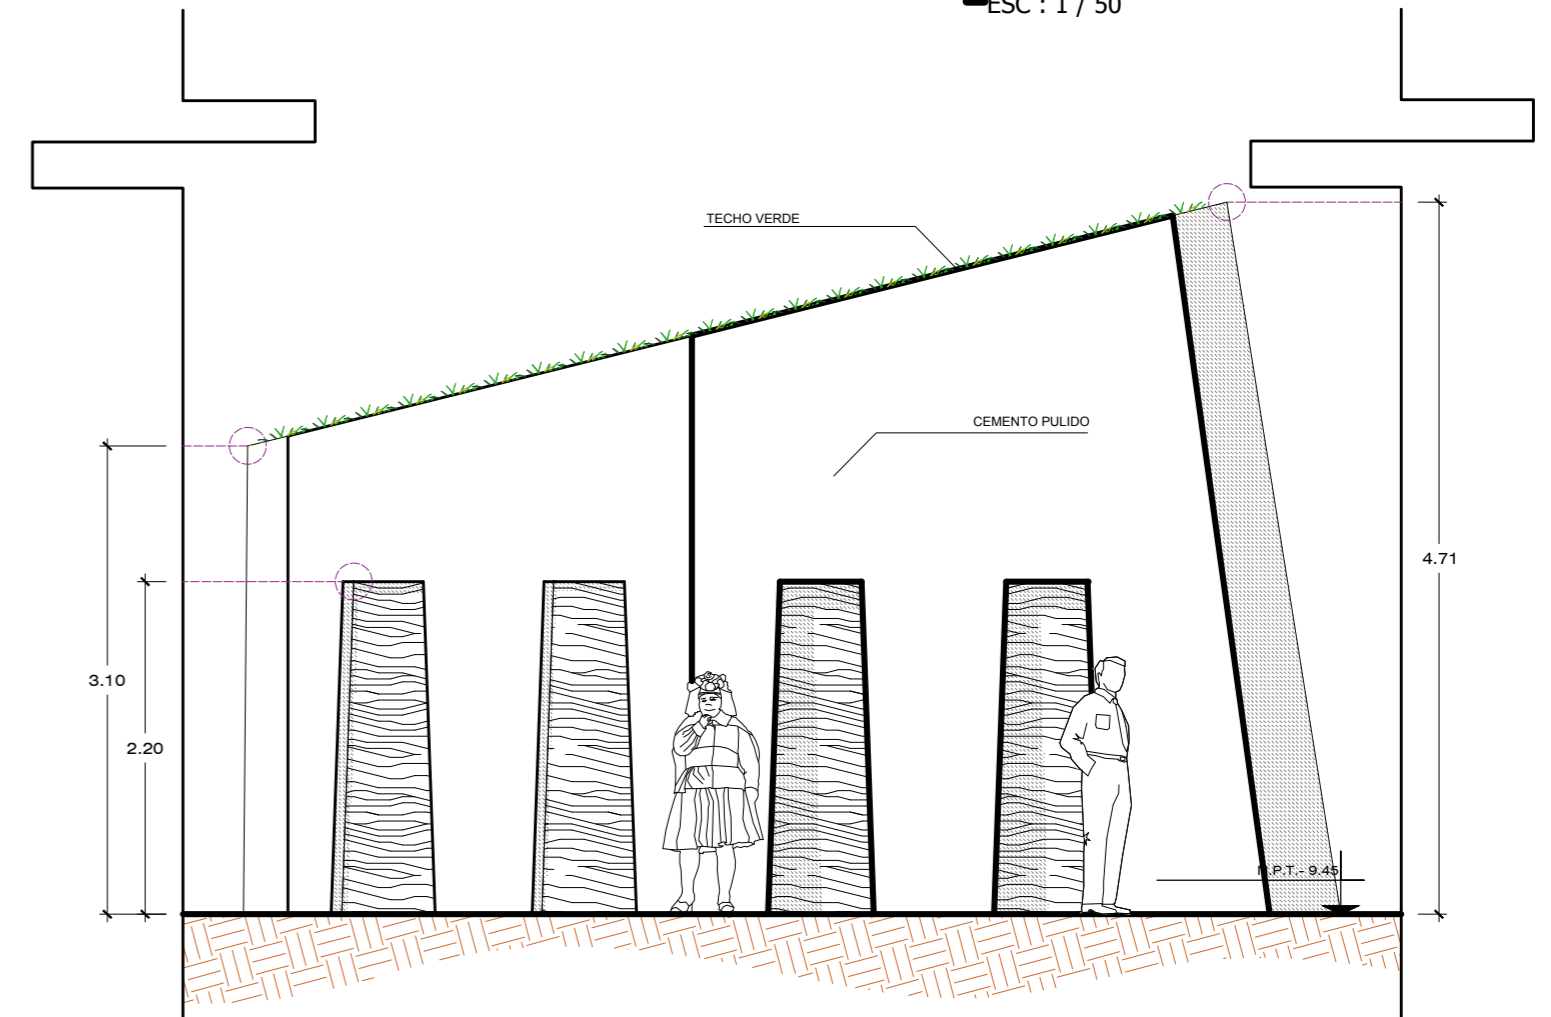 ESC : 1 / 50
TECHO VERDE
CEMENTO PULIDO
4.71
3.10
2.20
N.P.T.- 9.45